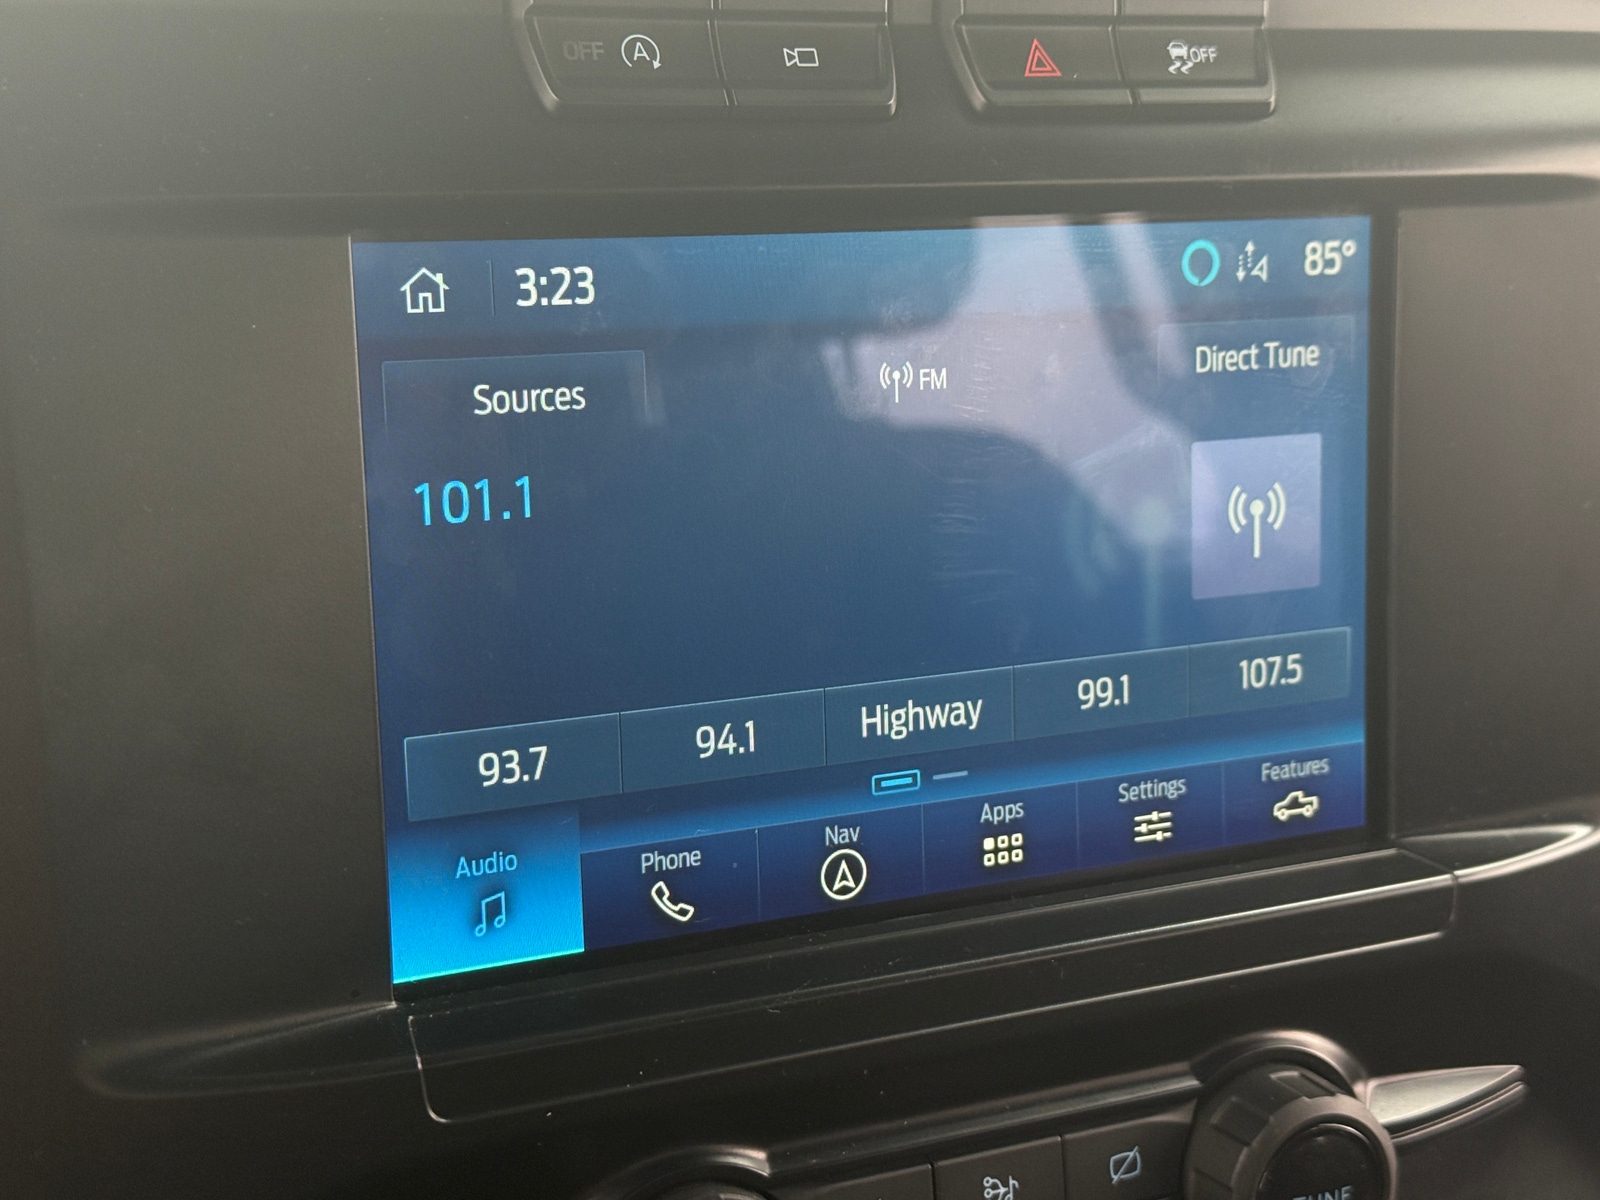 OFF A
OFF
3:23
85°
Sources
FM
Direct Tune
101.1
93.7
94.1
Highway
99.1
107.5
Audio
Phone
Nav
Apps
Settings
Features
TUNE